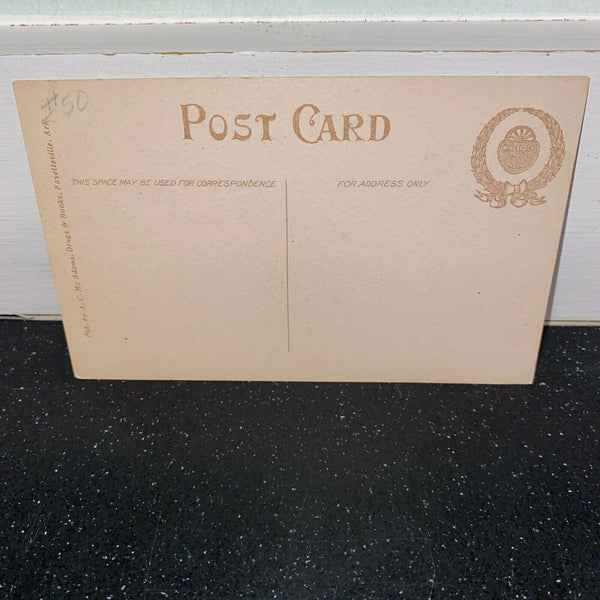 #50
POST CARD
THIS SPACE MAY BE USED FOR CORRESPONDENCE
FOR ADDRESS ONLY
Pub. by A. C. McAdams, Drugs & Books, Fayetteville, Ark.